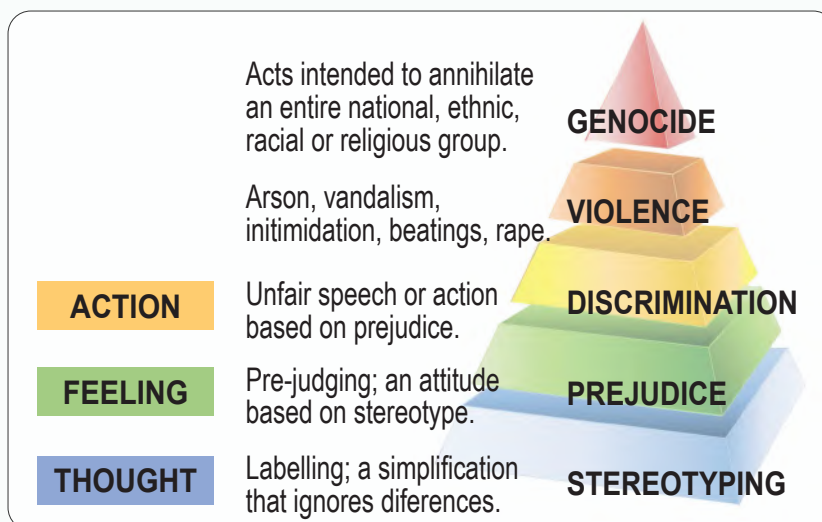 Acts intended to annihilate
an entire national, ethnic,
racial or religious group.
GENOCIDE
Arson, vandalism,
initimidation, beatings, rape.
VIOLENCE
ACTION
Unfair speech or action
based on prejudice.
DISCRIMINATION
FEELING
Pre-judging; an attitude
based on stereotype.
PREJUDICE
THOUGHT
Labelling; a simplification
that ignores diferences.
STEREOTYPING